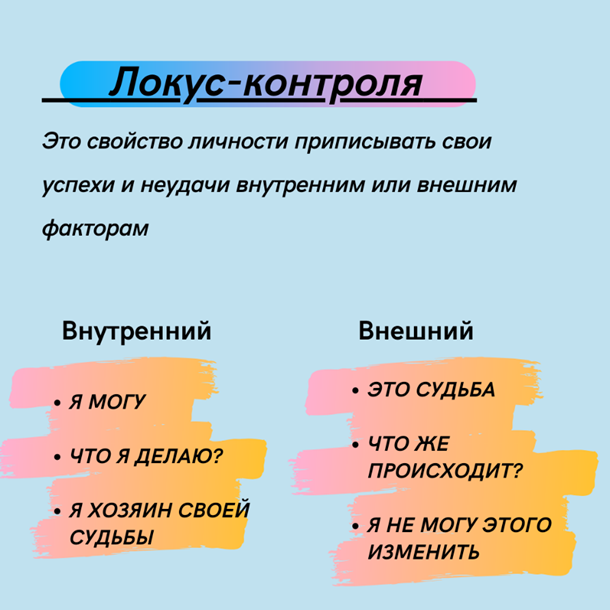 Локус-контроля
Это свойство личности приписывать свои
успехи и неудачи внутренним или внешним
факторам
Внутренний
• Я МОГУ
• ЧТО Я ДЕЛАЮ?
• Я ХОЗЯИН СВОЕЙ
СУДЬБЫ
Внешний
• ЭТО СУДЬБА
• ЧТО ЖЕ
ПРОИСХОДИТ?
• Я НЕ МОГУ ЭТОГО
ИЗМЕНИТЬ